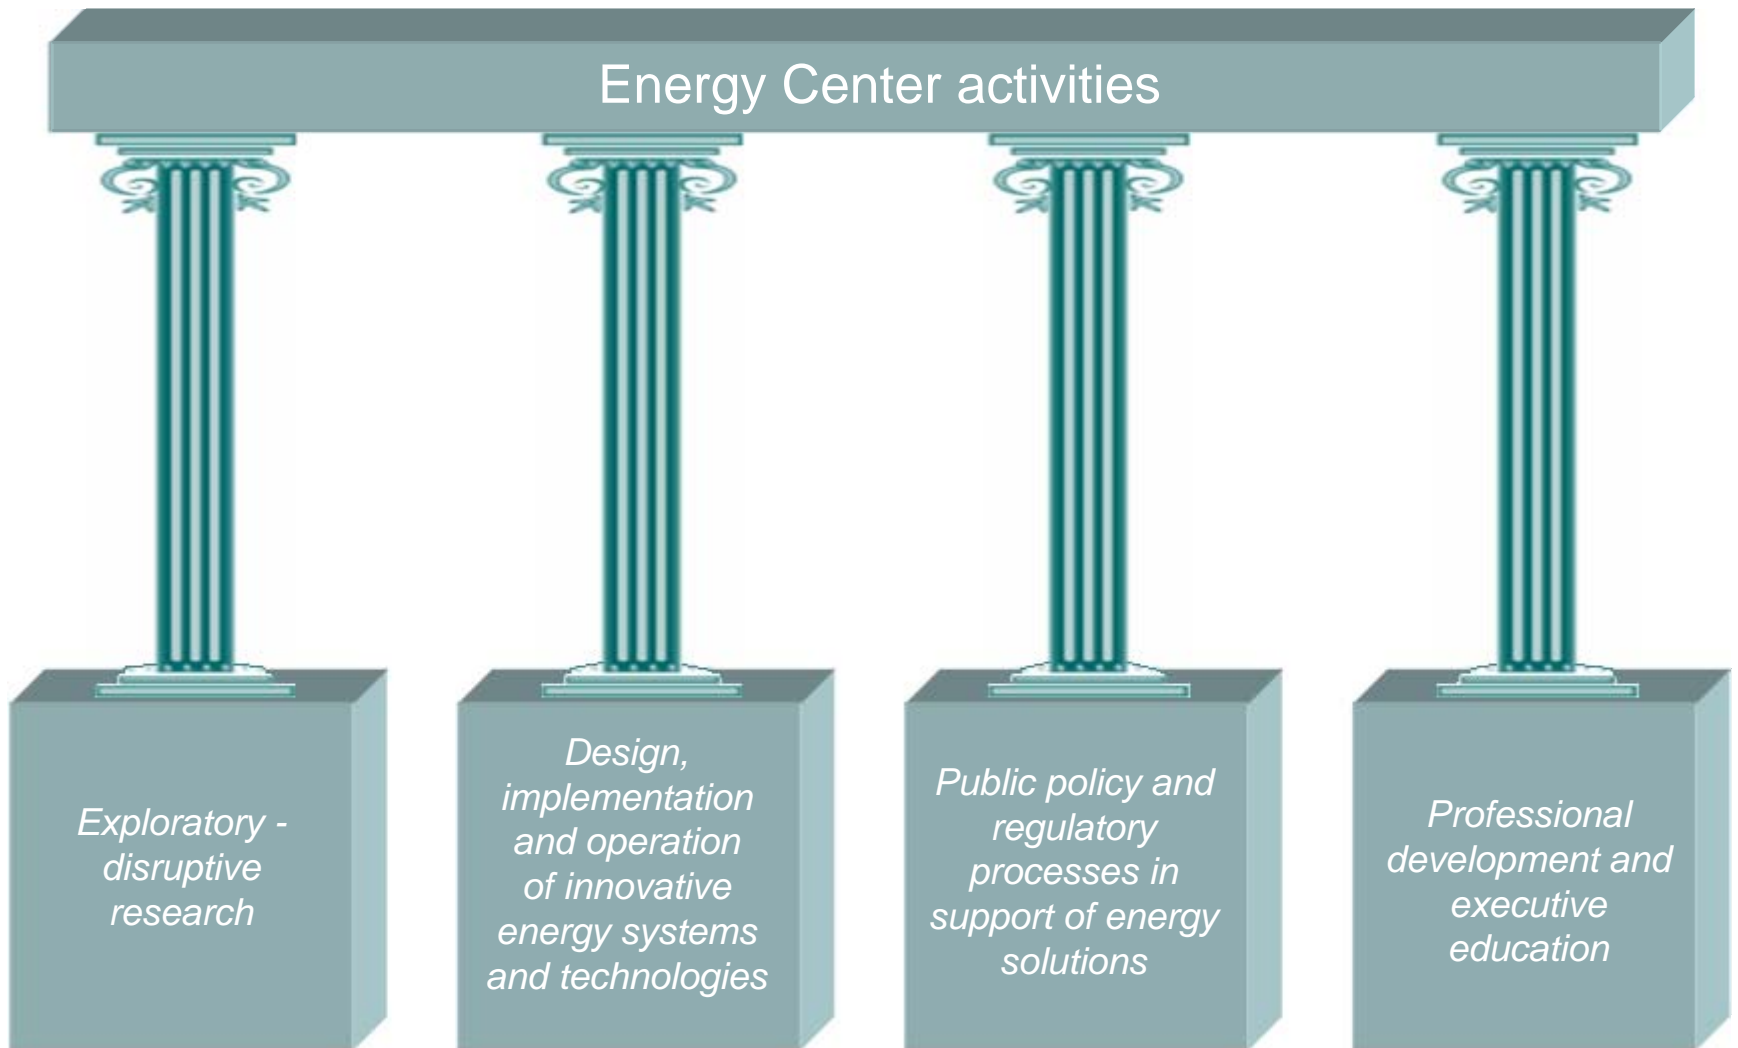 Energy Center activities
Exploratory -
disruptive
research
Design,
implementation
and operation
of innovative
energy systems
and technologies
Public policy and
regulatory
processes in
support of energy
solutions
Professional
development and
executive
education